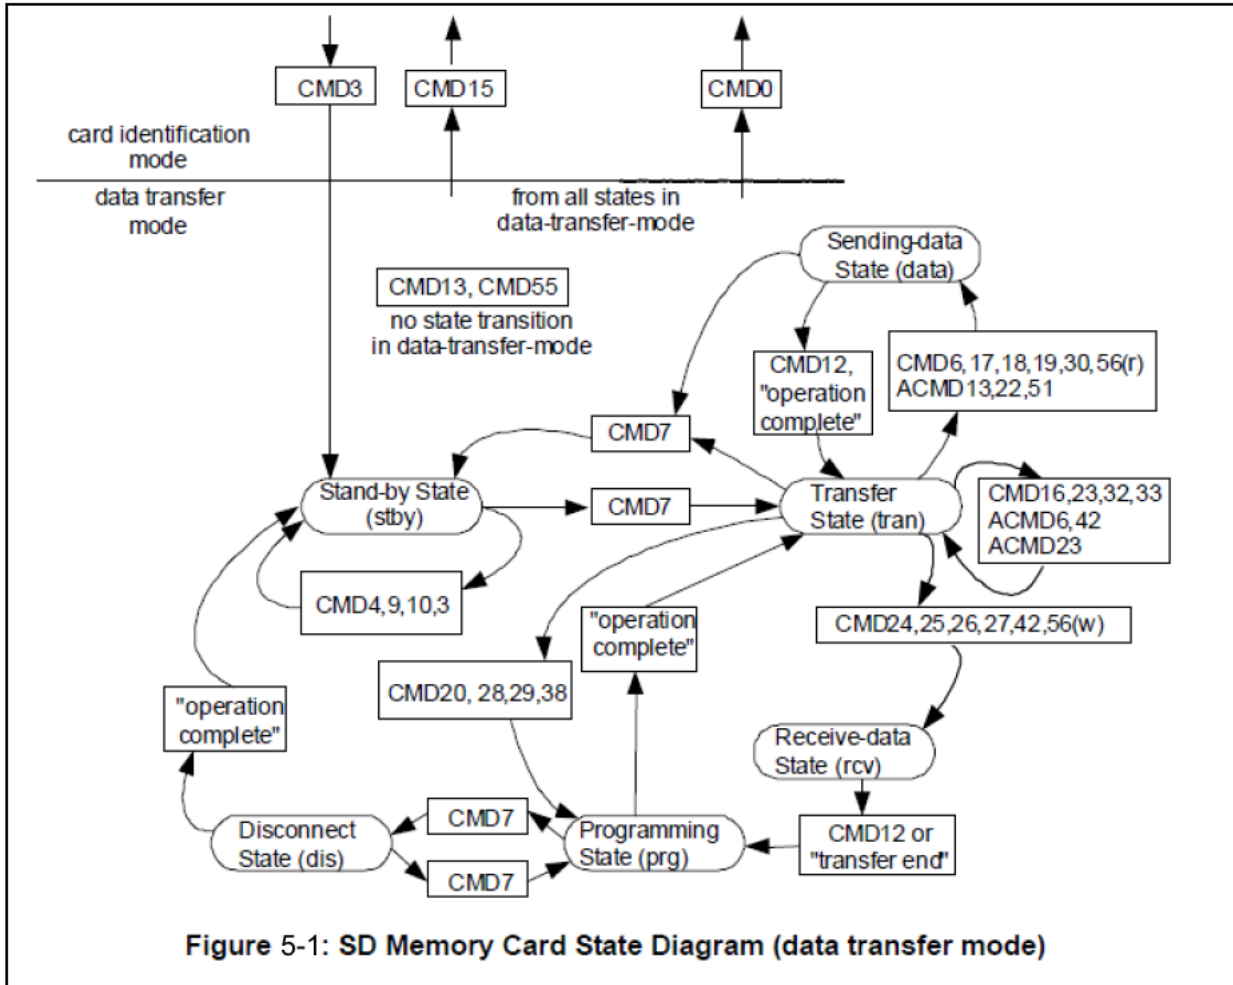 CMD3
CMD15
CMD0
card identification
mode
data transfer
mode
from all states in
data-transfer-mode
Sending-data
State (data)
CMD13, CMD55
no state transition
in data-transfer-mode
CMD12,
"operation
complete"
CMD6,17,18,19,30,56(r)
ACMD13,22,51
CMD7
Stand-by State
(stby)
CMD7
Transfer
State (tran)
CMD16,23,32,33
ACMD6,42
ACMD23
CMD4,9,10,3
"operation
complete"
CMD24,25,26,27,42,56(w)
CMD20, 28,29,38
"operation
complete"
Receive-data
State (rcv)
Disconnect
State (dis)
CMD7
CMD7
Programming
State (prg)
CMD12 or
"transfer end"
Figure 5-1: SD Memory Card State Diagram (data transfer mode)